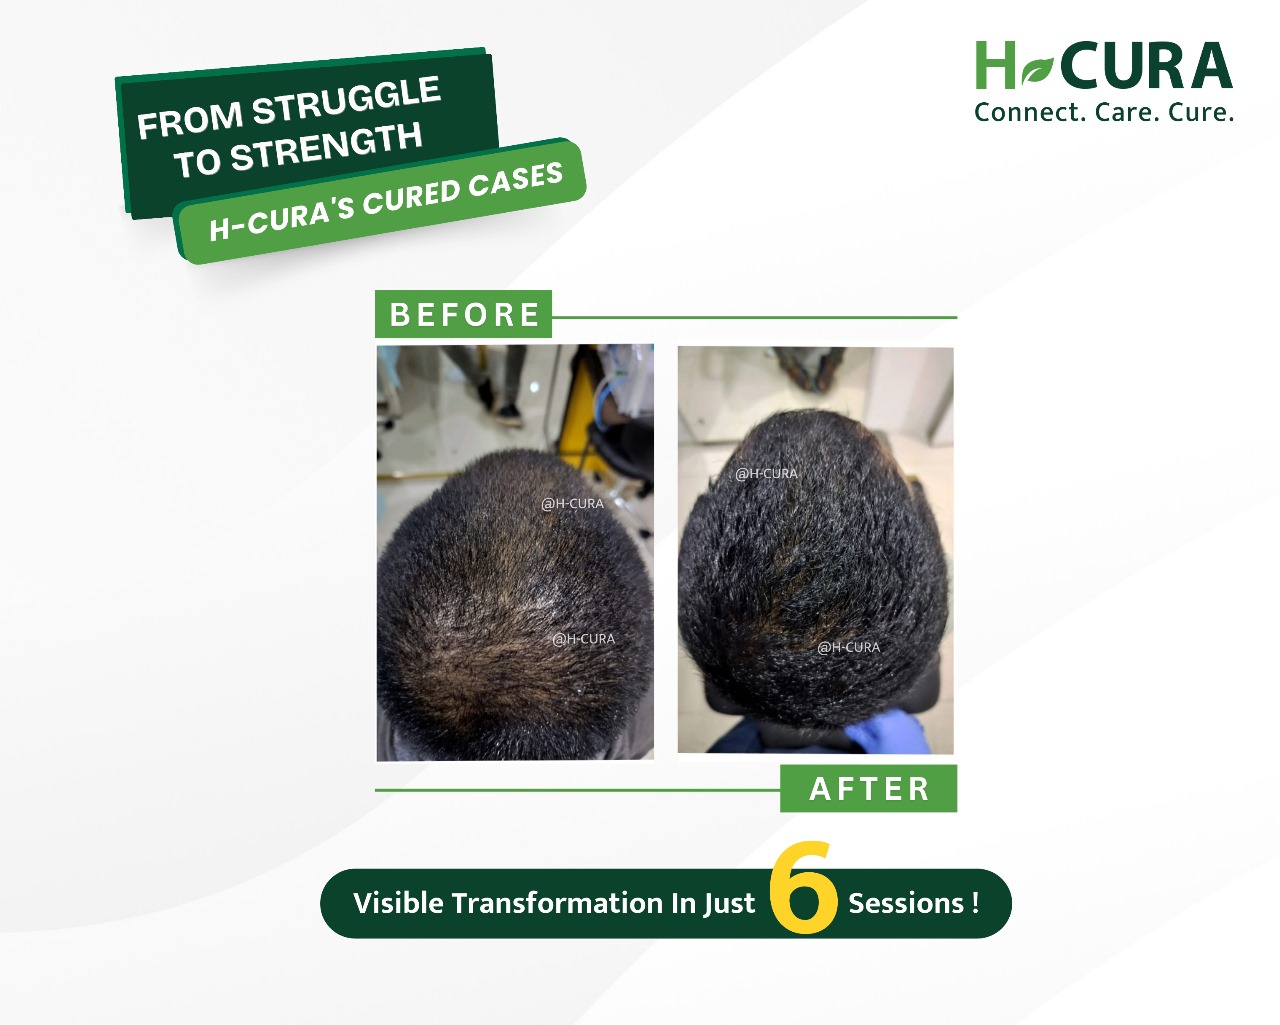 FROM STRUGGLE
TO STRENGTH
H-CURA'S CURED CASES
H CURA
Connect. Care. Cure.
BEFORE
@H-CURA
@H-CURA
@H-CURA
@H-CURA
AFTER
Visible Transformation In Just 6 Sessions !